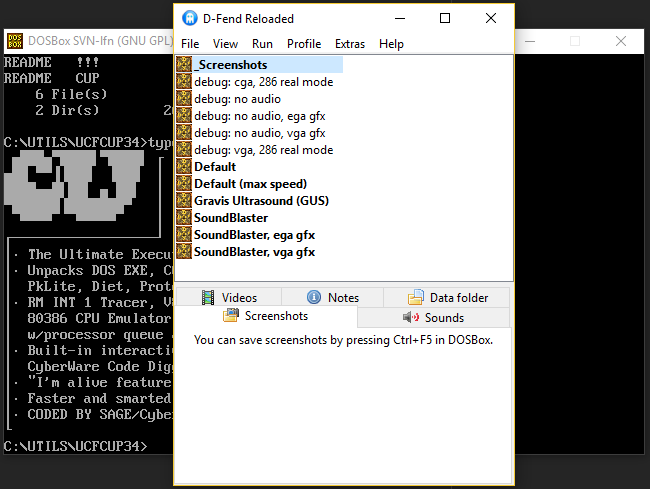 DOSBox SVN-lfn (GNU GPL)
D-Fend Reloaded
File View Run Profile Extras Help
_Screenshots
debug: cga, 286 real mode
debug: no audio
debug: no audio, ega gfx
debug: no audio, vga gfx
debug: vga, 286 real mode
Default
Default (max speed)
Gravis Ultrasound (GUS)
SoundBlaster
SoundBlaster, ega gfx
SoundBlaster, vga gfx
Videos Notes Data folder
Screenshots Sounds
You can save screenshots by pressing Ctrl+F5 in DOSBox.
README !!!
README CUP
6 File(s)
2 Dir(s)
C:\UTILS\UCFCUP34>type
CUP
· The Ultimate Execu
· Unpacks DOS EXE, C
PkLite, Diet, Prot
· RM INT 1 Tracer, V
80386 CPU Emulator
w/processor queue
· Built-in interacti
CyberWare Code Dig
· "I'm alive feature
· Faster and smarted
· CODED BY SAGE/Cybe
C:\UTILS\UCFCUP34>